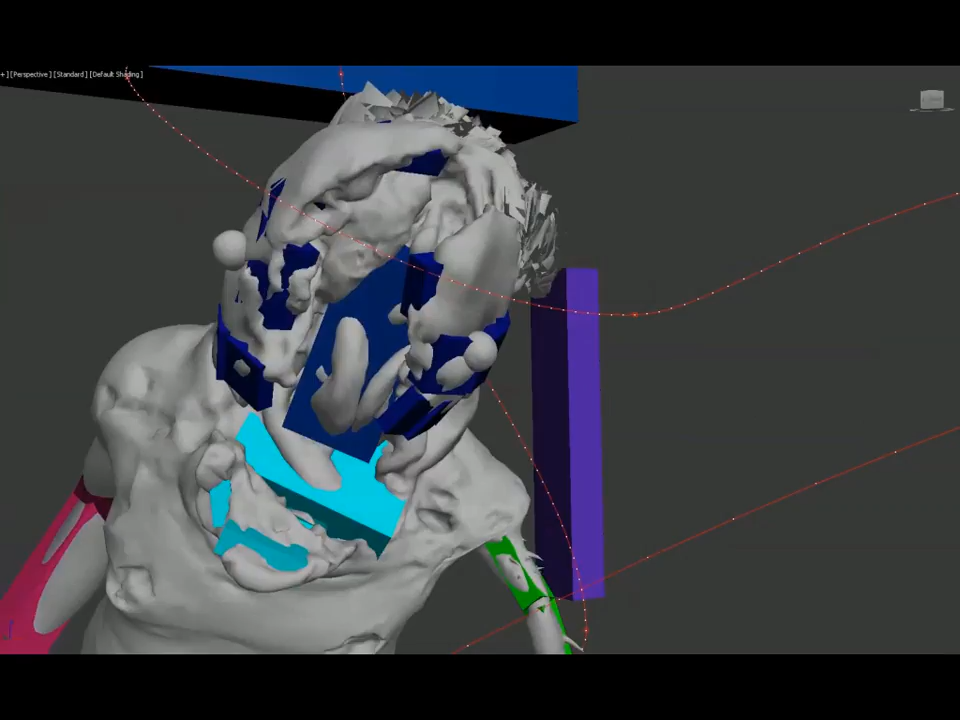 + ] [Perspective ] [Standard ] [Default Shading ]